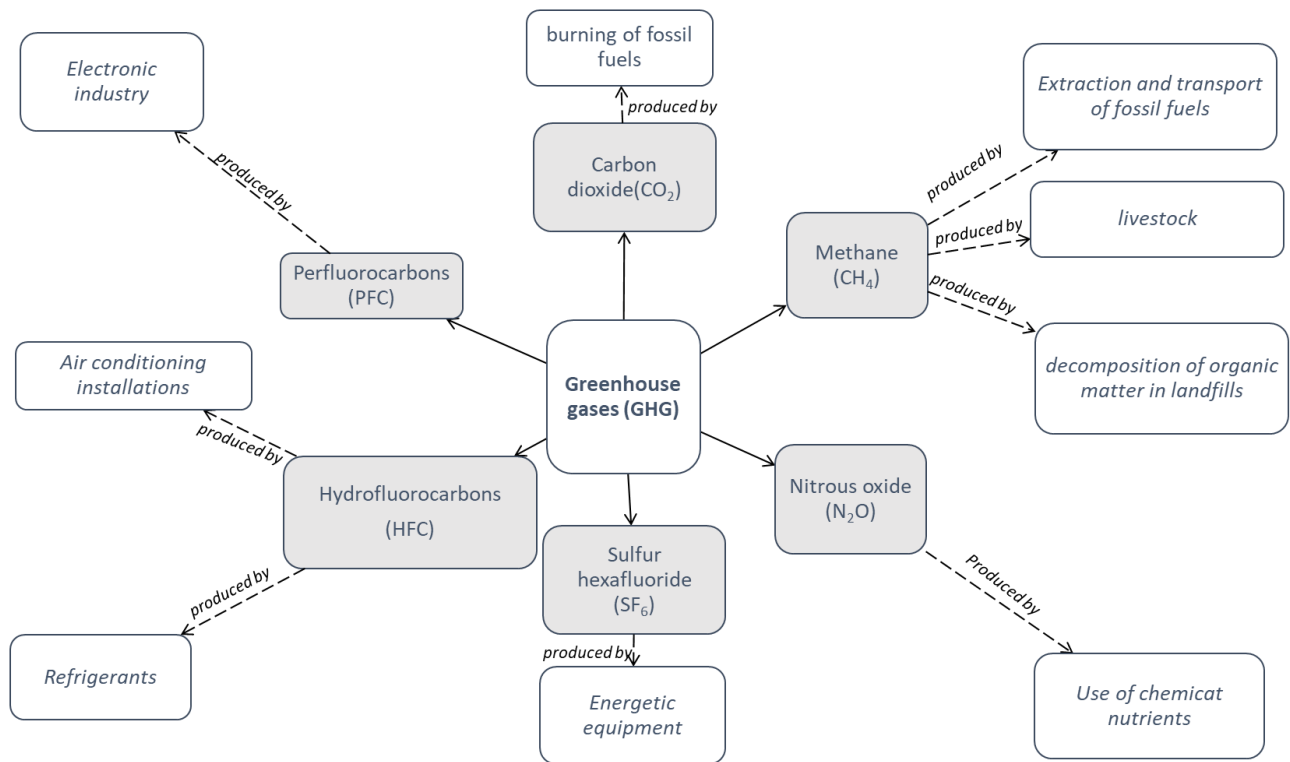 burning of fossil
fuels
produced by
Carbon
dioxide(CO₂)
Electronic
industry
produced by
Perfluorocarbons
(PFC)
Extraction and transport
of fossil fuels
produced by
livestock
produced by
Methane
(CH₄)
produced by
decomposition of organic
matter in landfills
Greenhouse
gases (GHG)
Air conditioning
installations
produced by
Hydrofluorocarbons
(HFC)
produced by
Refrigerants
Sulfur
hexafluoride
(SF₆)
produced by
Energetic
equipment
Nitrous oxide
(N₂O)
Produced by
Use of chemicat
nutrients